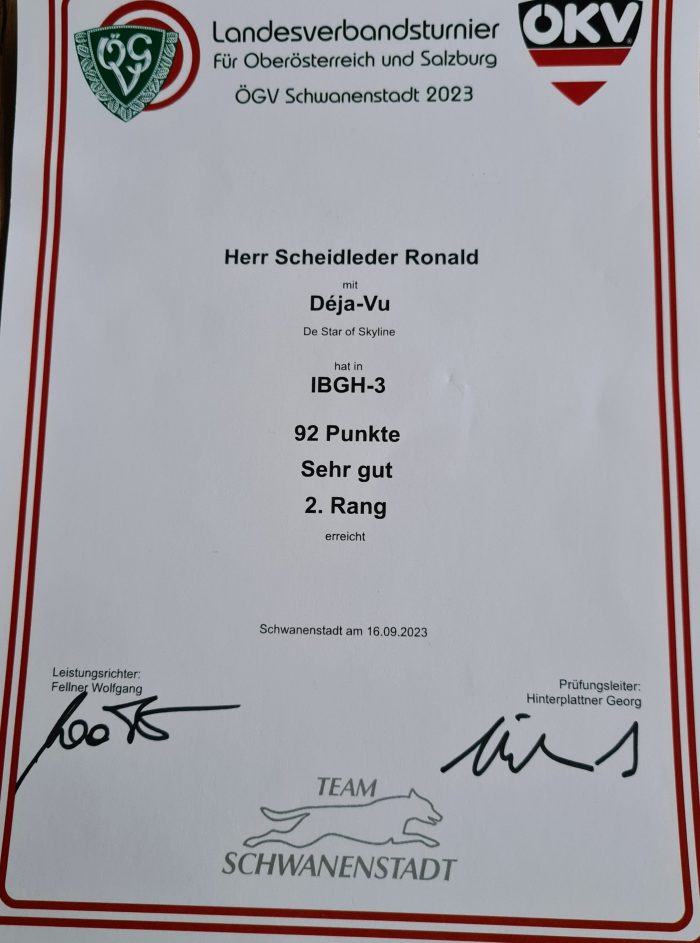 Landesverbandsturnier
Für Oberösterreich und Salzburg
ÖGV Schwanenstadt 2023
ÖGV
ÖKV
Herr Scheidleder Ronald
mit
Déja-Vu
De Star of Skyline
hat in
IBGH-3
92 Punkte
Sehr gut
2. Rang
erreicht
Schwanenstadt am 16.09.2023
Leistungsrichter:
Fellner Wolfgang
Prüfungsleiter:
Hinterplattner Georg
TEAM
SCHWANENSTADT